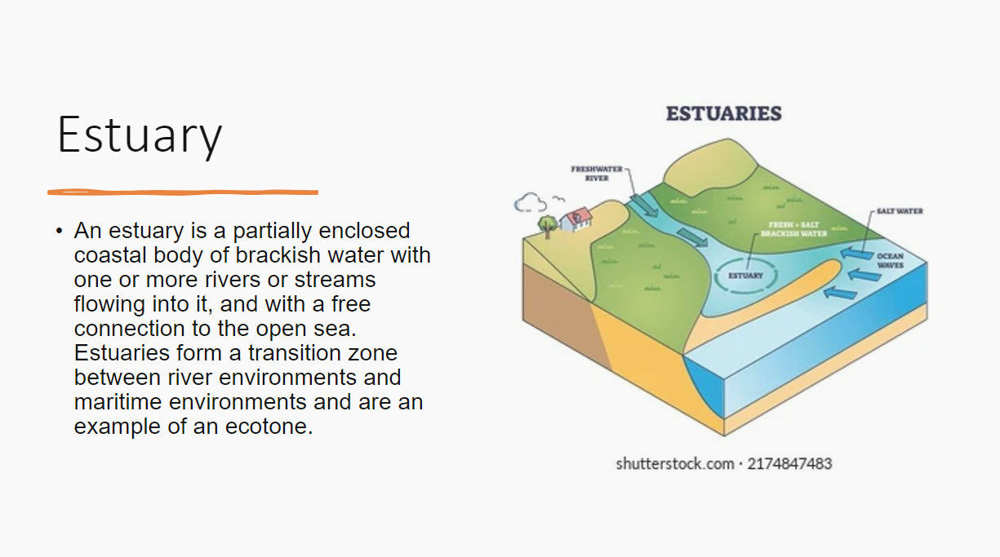 Estuary
• An estuary is a partially enclosed
coastal body of brackish water with
one or more rivers or streams
flowing into it, and with a free
connection to the open sea.
Estuaries form a transition zone
between river environments and
maritime environments and are an
example of an ecotone.
ESTUARIES
FRESHWATER
RIVER
SALT WATER
FRESH + SALT
BRACKISH WATER
OCEAN
WAVES
ESTUARY
shutterstock.com · 2174847483